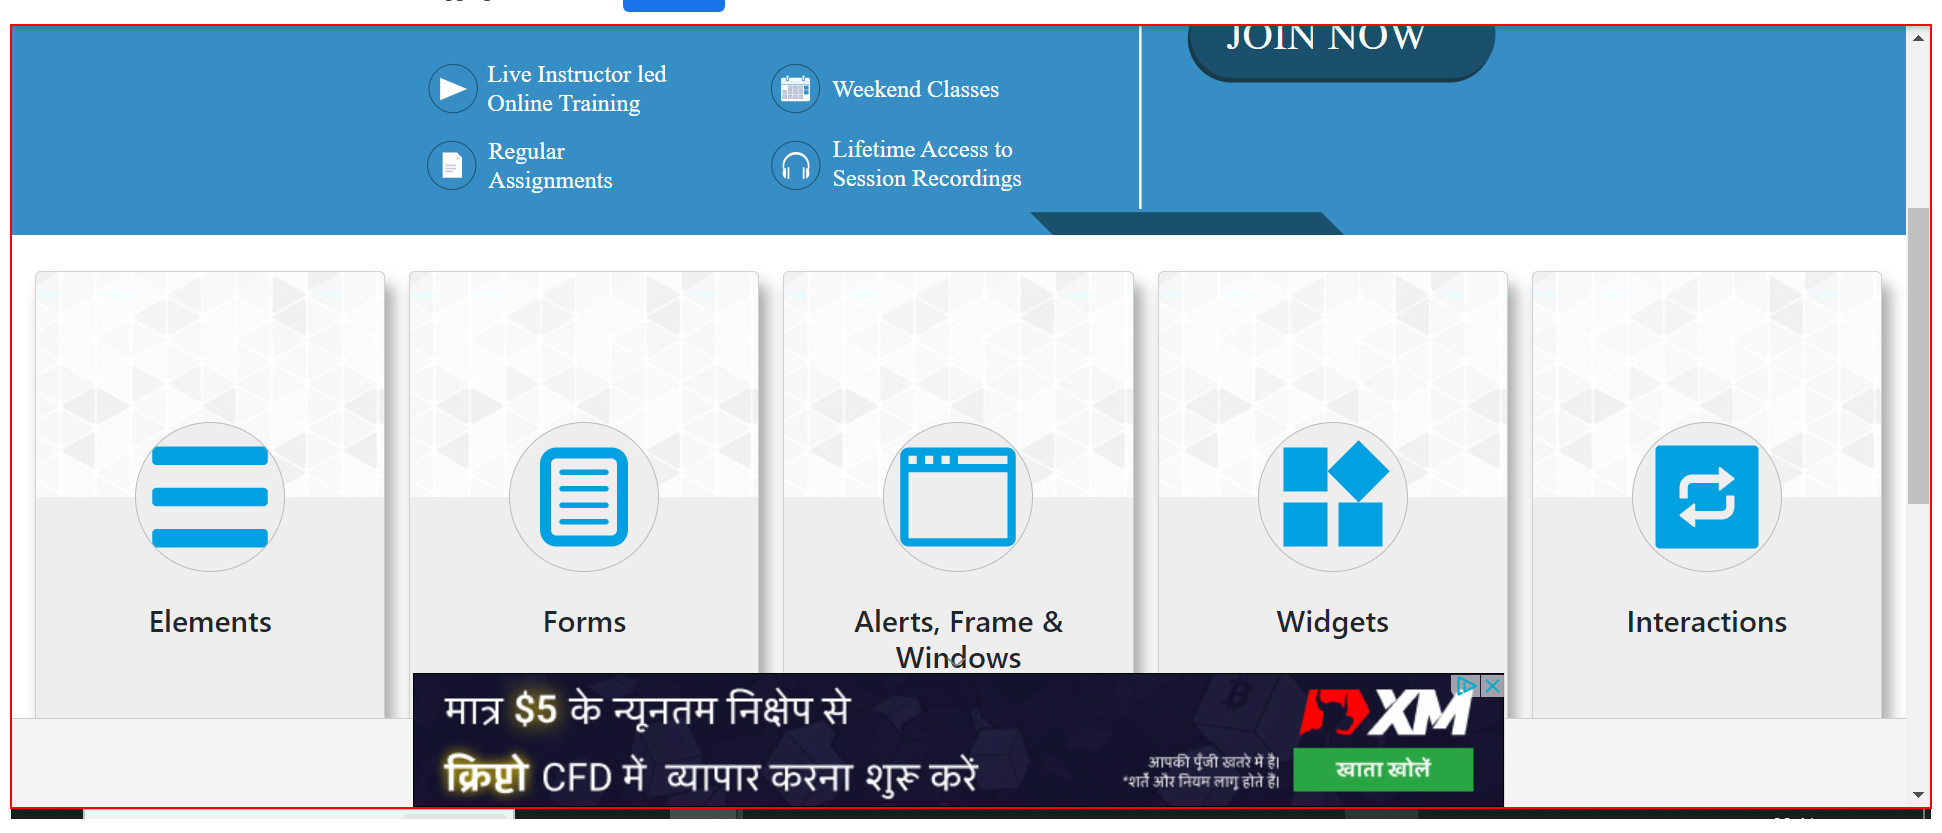 JOIN NOW
Live Instructor led
Online Training
Weekend Classes
Regular
Assignments
Lifetime Access to
Session Recordings
Elements
Forms
Alerts, Frame &
Windows
Widgets
Interactions
मात्र $5 के न्यूनतम निक्षेप से
क्रिप्टो CFD में व्यापार करना शुरू करें
XM
आपकी पूँजी खतरे में है।
*शर्तें और नियम लागू होते हैं।
खाता खोलें